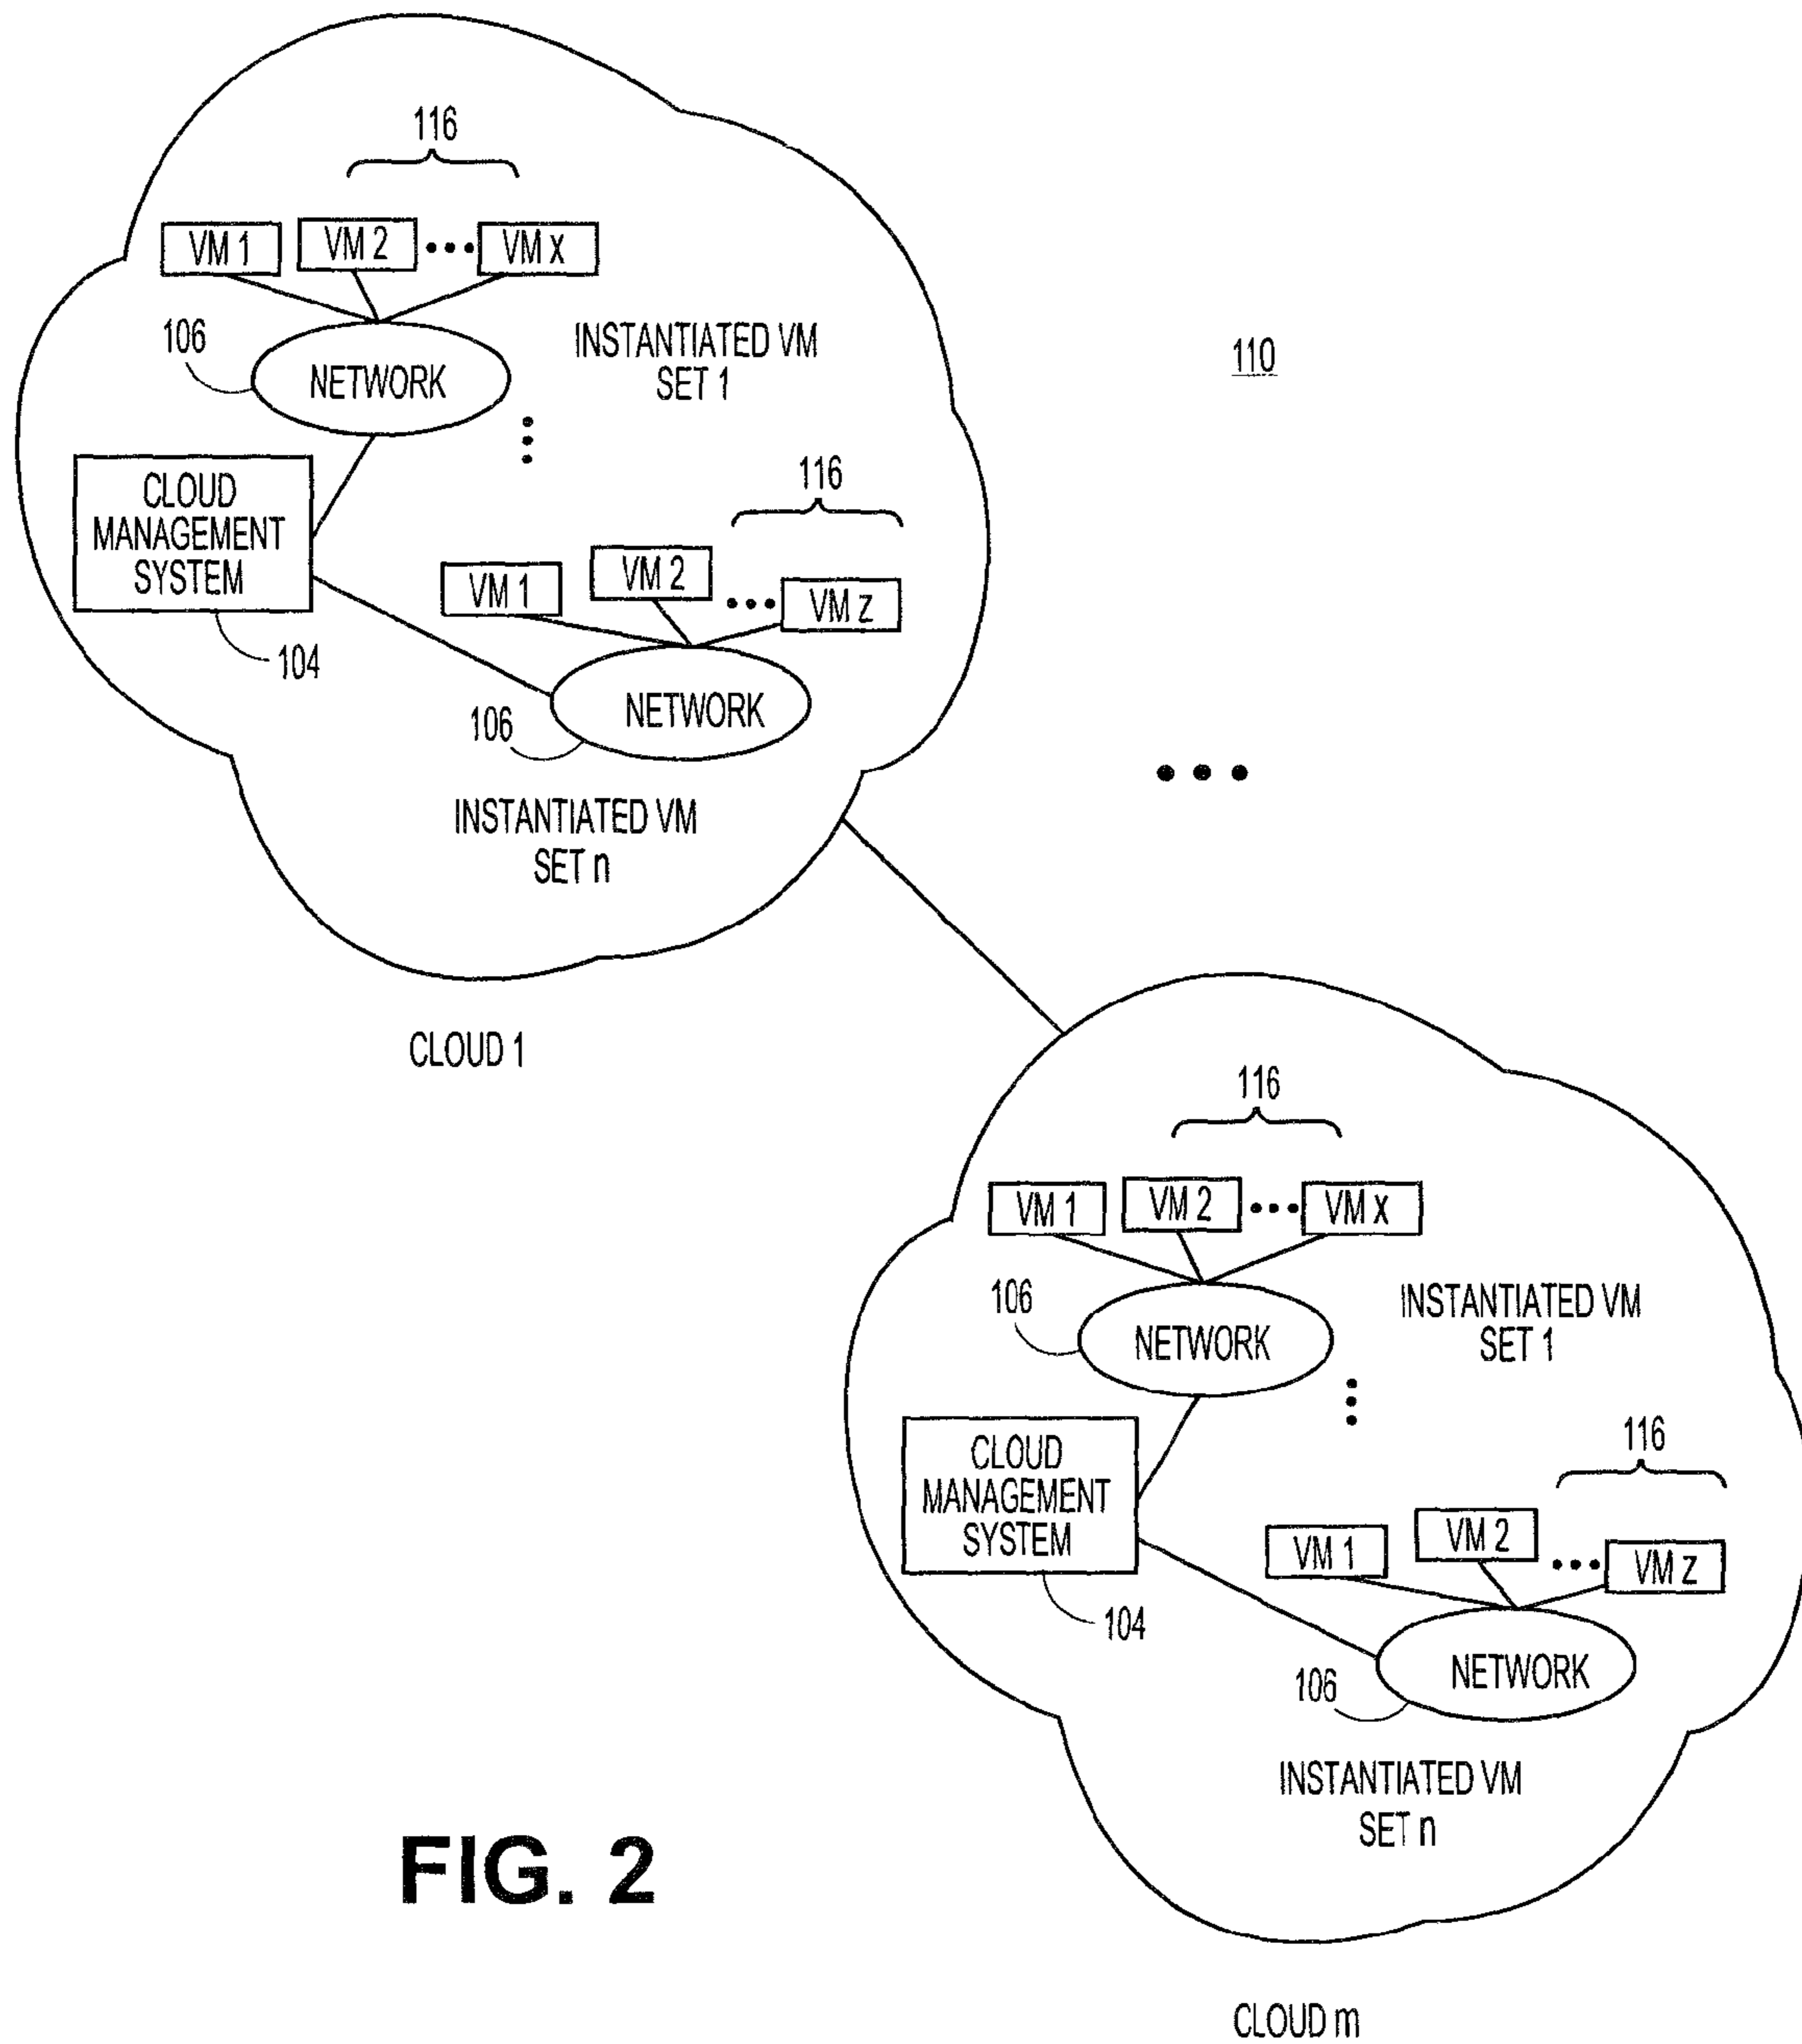 116
VM 1
VM 2
VM x
106
NETWORK
INSTANTIATED VM
SET 1
110
CLOUD
MANAGEMENT
SYSTEM
104
116
VM 1
VM 2
VM z
106
NETWORK
INSTANTIATED VM
SET n
CLOUD 1
116
VM 1
VM 2
VM x
106
NETWORK
INSTANTIATED VM
SET 1
CLOUD
MANAGEMENT
SYSTEM
104
116
VM 1
VM 2
VM z
106
NETWORK
INSTANTIATED VM
SET n
FIG. 2
CLOUD m